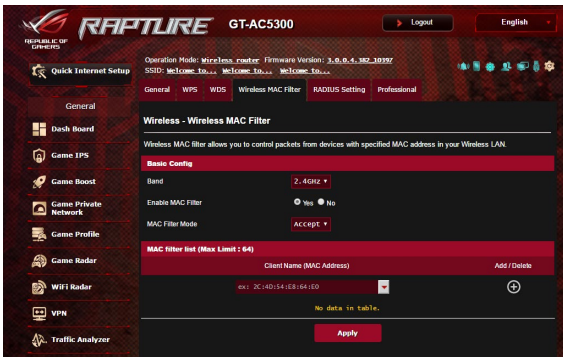 REPUBLIC OF
GAMERS
RAPTURE GT-AC5300
Logout
English
Quick Internet Setup
General
Dash Board
Game IPS
Game Boost
Game Private
Network
Game Profile
Game Radar
WiFi Radar
VPN
Traffic Analyzer
Operation Mode: Wireless router Firmware Version: 3.0.0.4.382_10397
SSID: Welcome to... Welcome to... Welcome to...
General WPS WDS Wireless MAC Filter RADIUS Setting Professional
Wireless - Wireless MAC Filter
Wireless MAC filter allows you to control packets from devices with specified MAC address in your Wireless LAN.
Basic Config
Band 2.4GHz
Enable MAC Filter Yes No
MAC Filter Mode Accept
MAC filter list (Max Limit : 64)
Client Name (MAC Address) Add / Delete
ex: 2C:4D:54:E8:64:E0
No data in table.
Apply